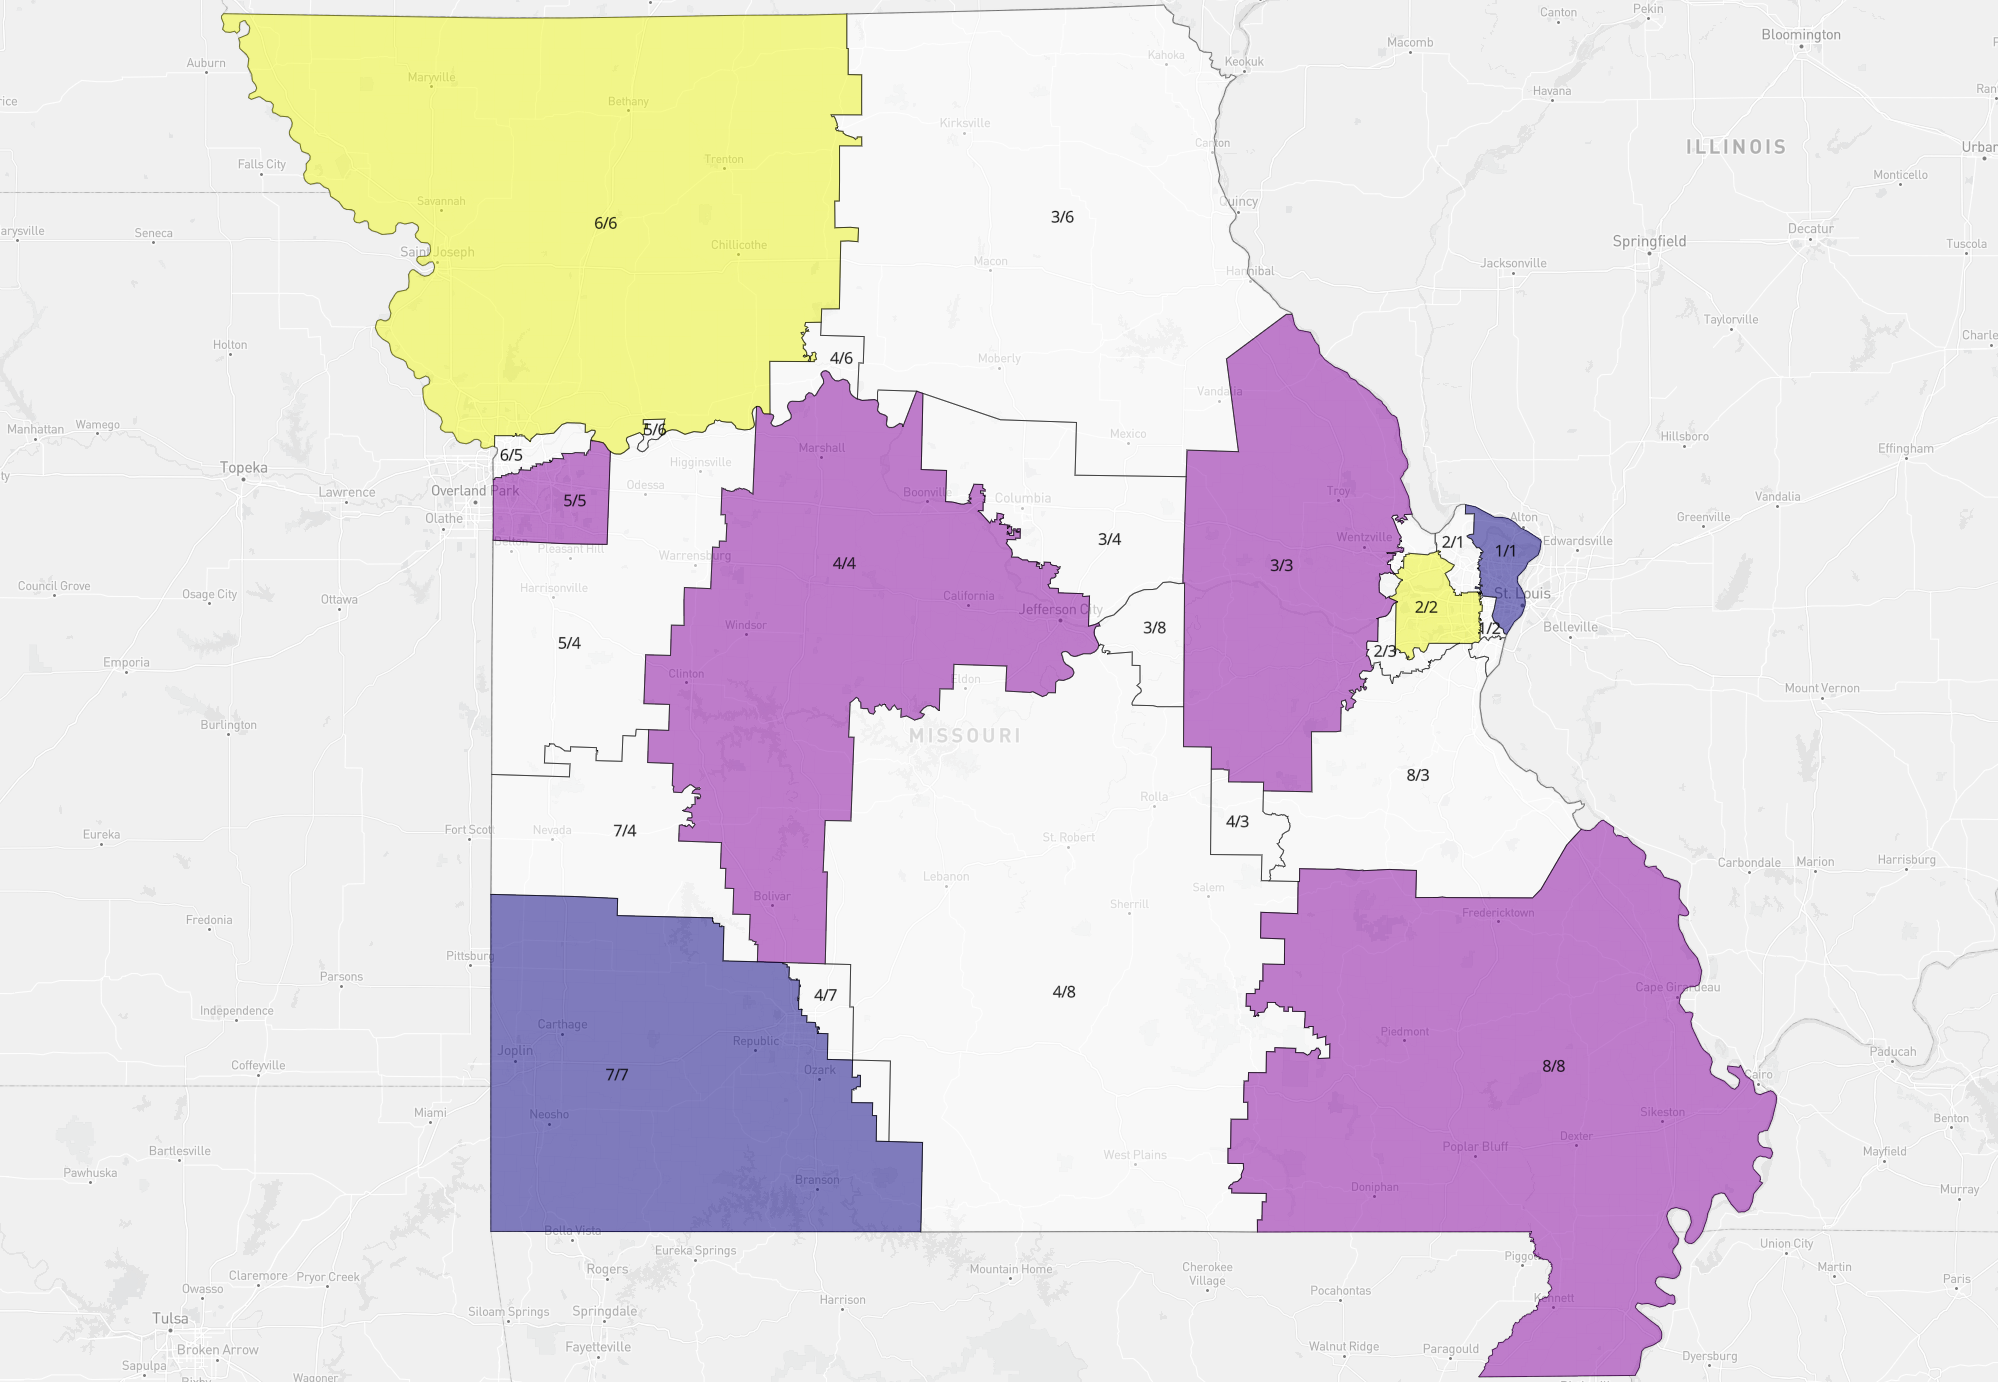 Canton
Pekin
Bloomington
Macomb
Kahoka
Keokuk
Auburn
Maryville
Havana
Bethany
Kirksville
Canton
ILLINOIS
Urban
Falls City
Trenton
Monticello
Savannah
Quincy
6/6
3/6
arysville
Seneca
Saint Joseph
Chillicothe
Springfield
Decatur
Tuscola
Macon
Hannibal
Jacksonville
Taylorville
Charle
Holton
4/6
Moberly
Vandalia
Manhattan
Wamego
5/6
Mexico
Hillsboro
Effingham
6/5
Marshall
Topeka
Higginsville
Lawrence
Overland Park
Odessa
Boonville
Columbia
Troy
Vandalia
5/5
Olathe
Alton
Greenville
Belton
Pleasant Hill
Warrensburg
3/4
Wentzville
2/1
1/1
Edwardsville
4/4
3/3
Council Grove
Osage City
Ottawa
Harrisonville
California
Jefferson City
2/2
St. Louis
Windsor
3/8
1/2
Belleville
5/4
2/3
Emporia
Clinton
Eldon
Mount Vernon
Burlington
MISSOURI
8/3
Rolla
Eureka
Fort Scott
Nevada
7/4
St. Robert
4/3
Carbondale
Marion
Harrisburg
Lebanon
Salem
Bolivar
Sherrill
Fredericktown
Fredonia
Pittsburg
Parsons
4/7
4/8
Cape Girardeau
Independence
Carthage
Republic
Piedmont
Joplin
Paducah
Coffeyville
Ozark
7/7
8/8
Cairo
Miami
Neosho
Sikeston
Benton
Bartlesville
Dexter
West Plains
Poplar Bluff
Mayfield
Pawhuska
Branson
Doniphan
Murray
Bella Vista
Eureka Springs
Piggott
Union City
Rogers
Mountain Home
Cherokee
Village
Martin
Claremore
Pryor Creek
Owasso
Pocahontas
Paris
Harrison
Kennett
Siloam Springs
Springdale
Tulsa
Fayetteville
Walnut Ridge
Paragould
Broken Arrow
Dyersburg
Sapulpa
Wagoner